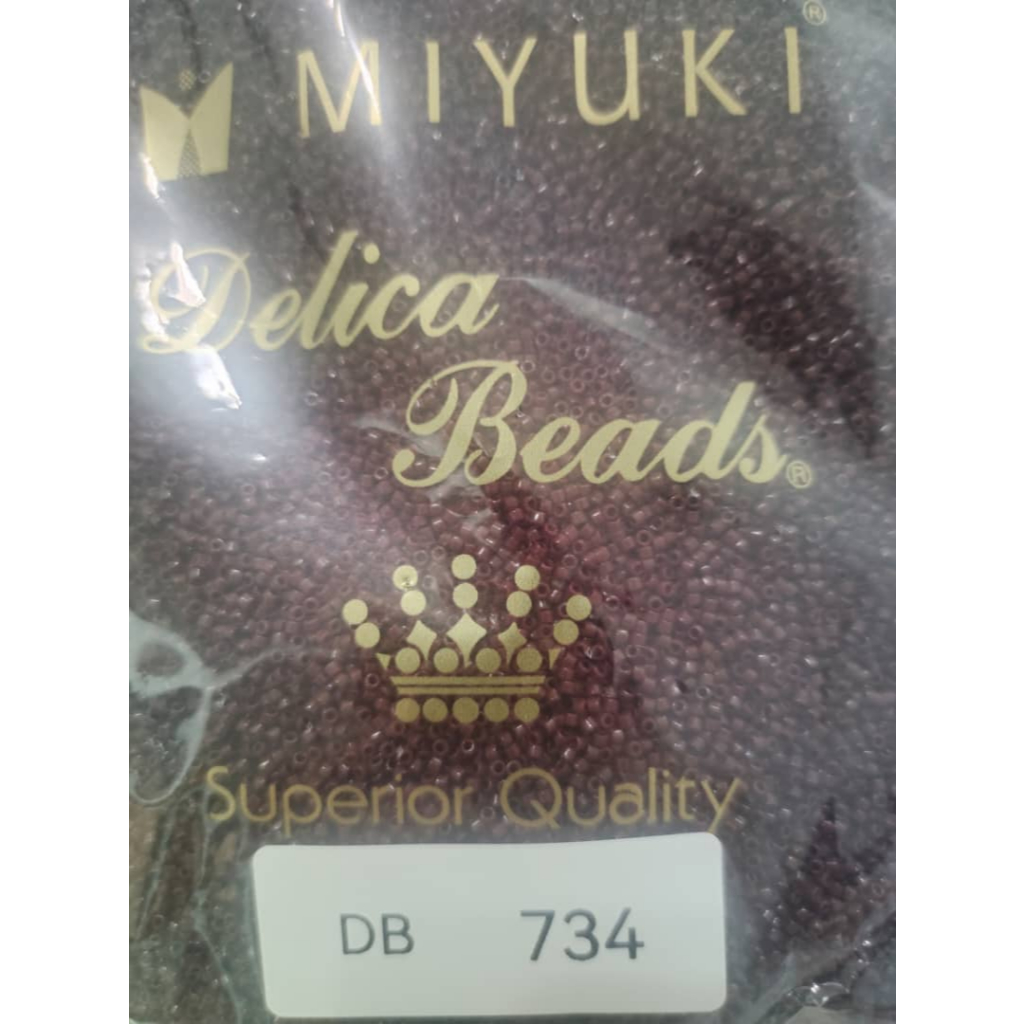 MIYUKI®
Delica
Beads®
Superior Quality
DB 734